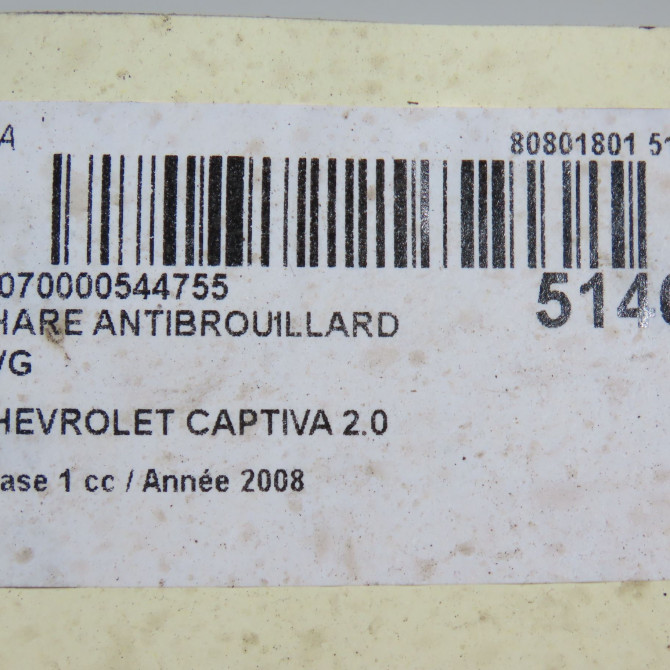 A
80801801 51
070000544755
5140
HARE ANTIBROUILLARD
/G
HEVROLET CAPTIVA 2.0
ase 1 cc / Année 2008